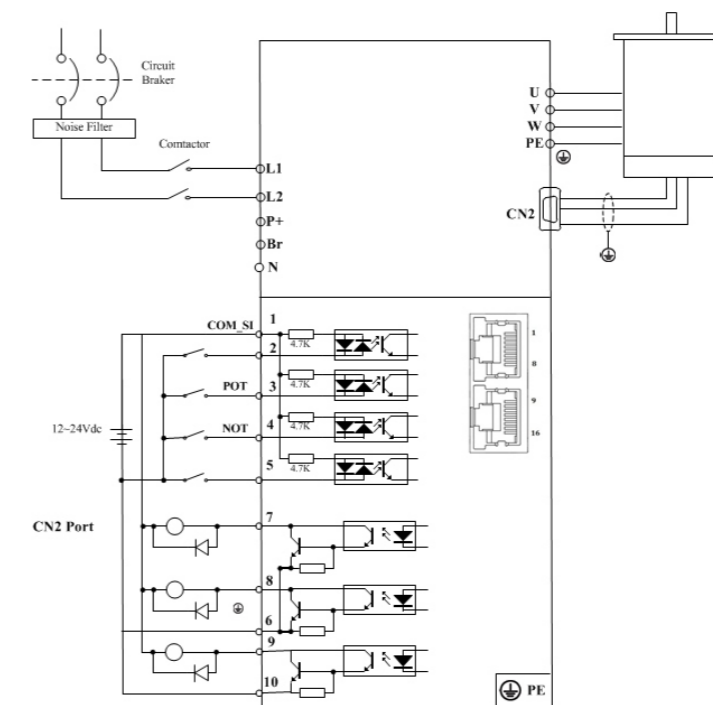 Circuit
Braker
Noise Filter
Comtactor
L1
L2
P+
Br
N
U
V
W
PE
CN2
COM_SI
1
4.7K
2
4.7K
POT
3
4.7K
NOT
4
4.7K
5
12~24Vdc
1
8
9
16
CN2 Port
7
8
6
9
10
PE